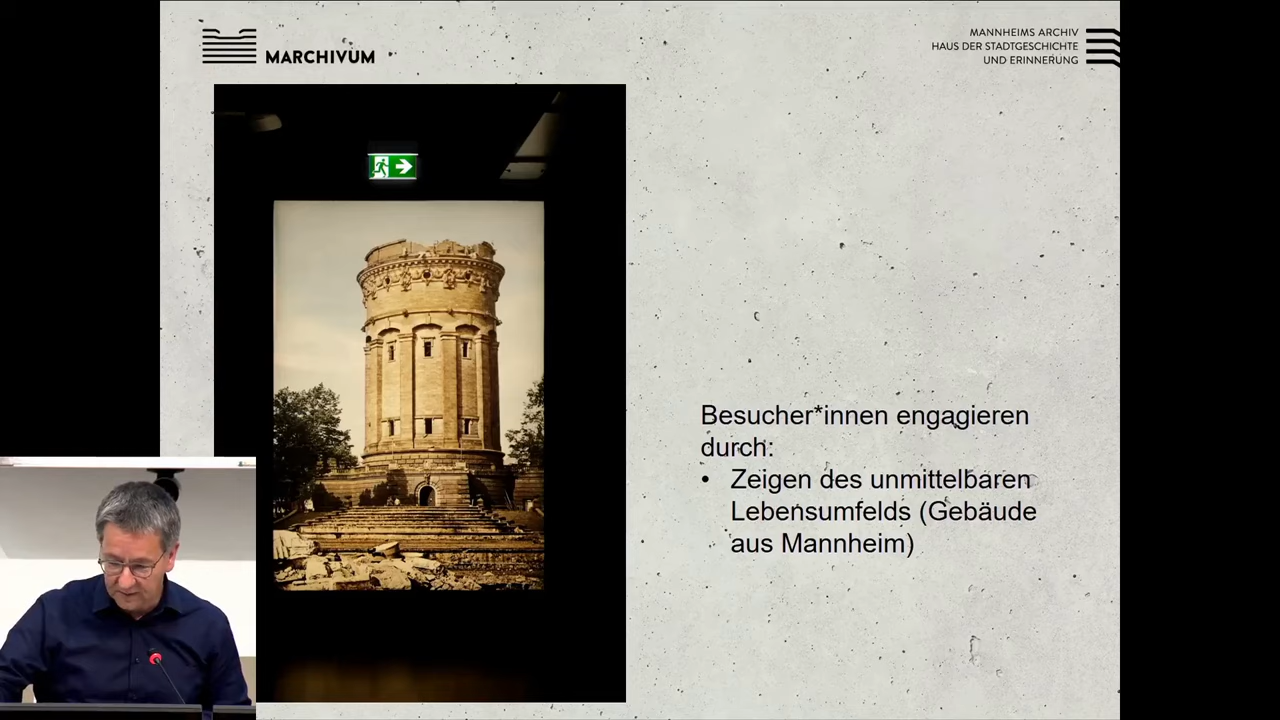 MARCHIVUM
MANNHEIMS ARCHIV
HAUS DER STADTGESCHICHTE
UND ERINNERUNG
Besucher*innen engagieren
durch:
• Zeigen des unmittelbaren
Lebensumfelds (Gebäude
aus Mannheim)